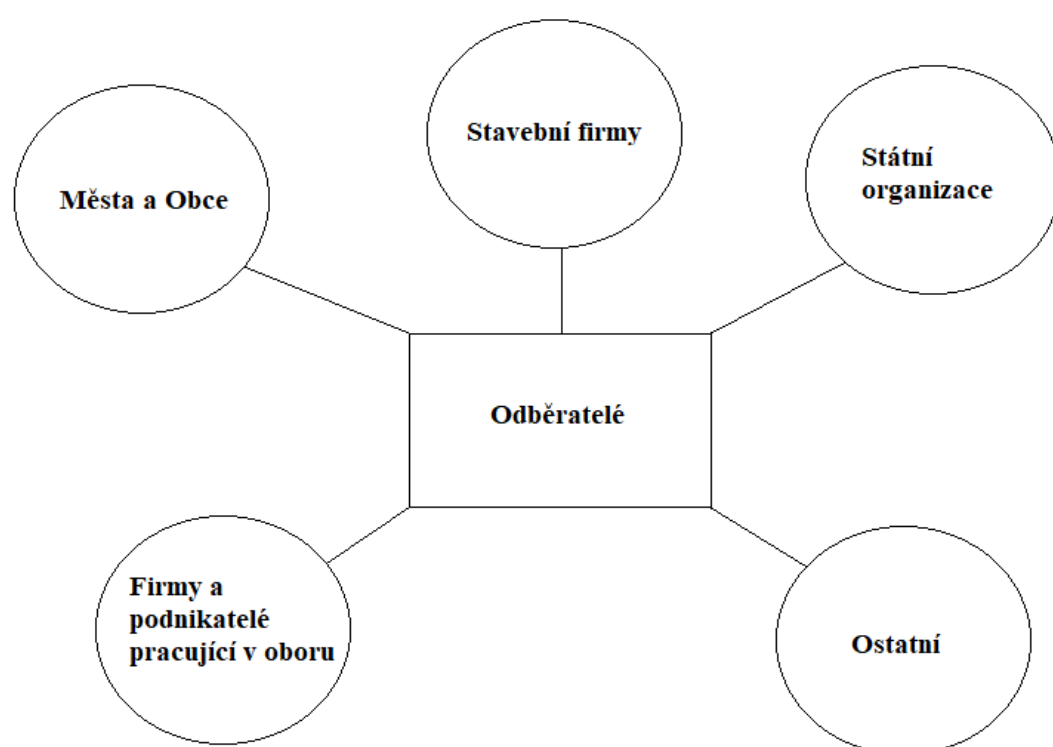 Stavební firmy
Státní
organizace
Města a Obce
Odběratelé
Firmy a
podnikatelé
pracující v oboru
Ostatní